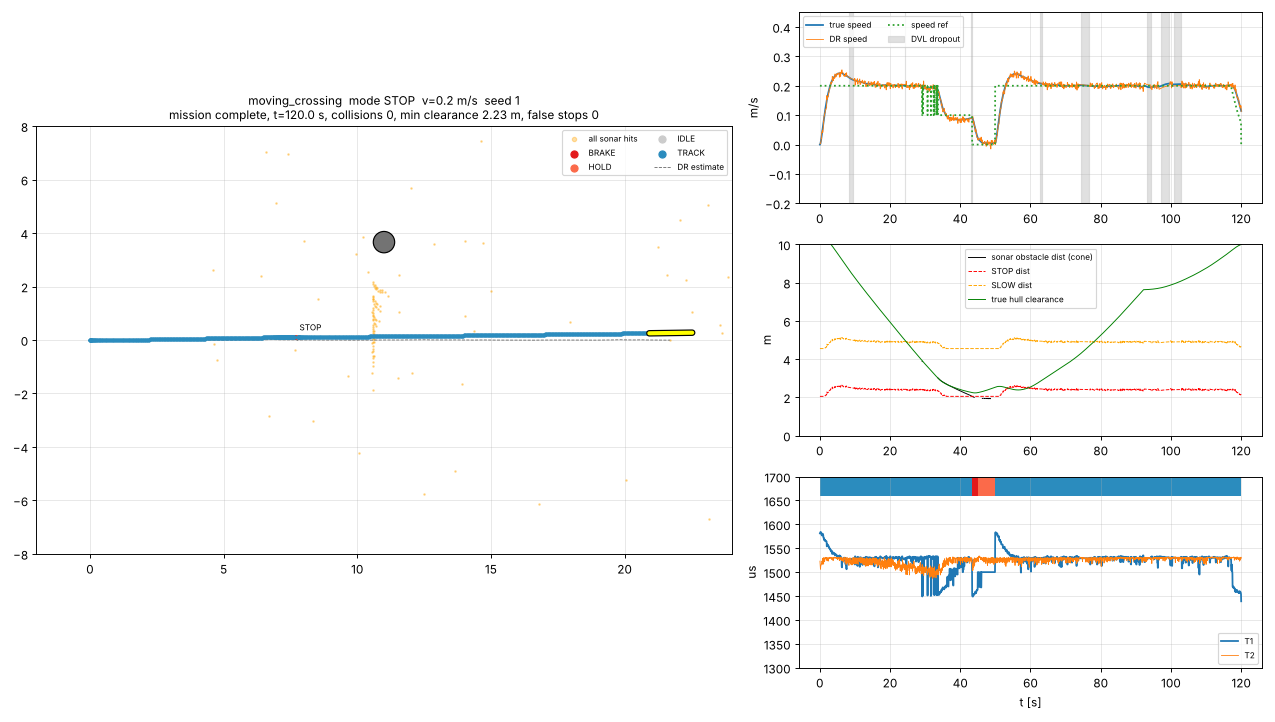 moving_crossing  mode STOP  v=0.2 m/s  seed 1
mission complete, t=120.0 s, collisions 0, min clearance 2.23 m, false stops 0
8
6
4
2
0
−2
−4
−6
−8
0
5
10
15
20
all sonar hits
BRAKE
HOLD
IDLE
TRACK
DR estimate
STOP
m/s
0.4
0.3
0.2
0.1
0.0
−0.1
−0.2
0
20
40
60
80
100
120
true speed
DR speed
speed ref
DVL dropout
m
10
8
6
4
2
0
0
20
40
60
80
100
120
sonar obstacle dist (cone)
STOP dist
SLOW dist
true hull clearance
us
1700
1650
1600
1550
1500
1450
1400
1350
1300
0
20
40
60
80
100
120
T1
T2
t [s]